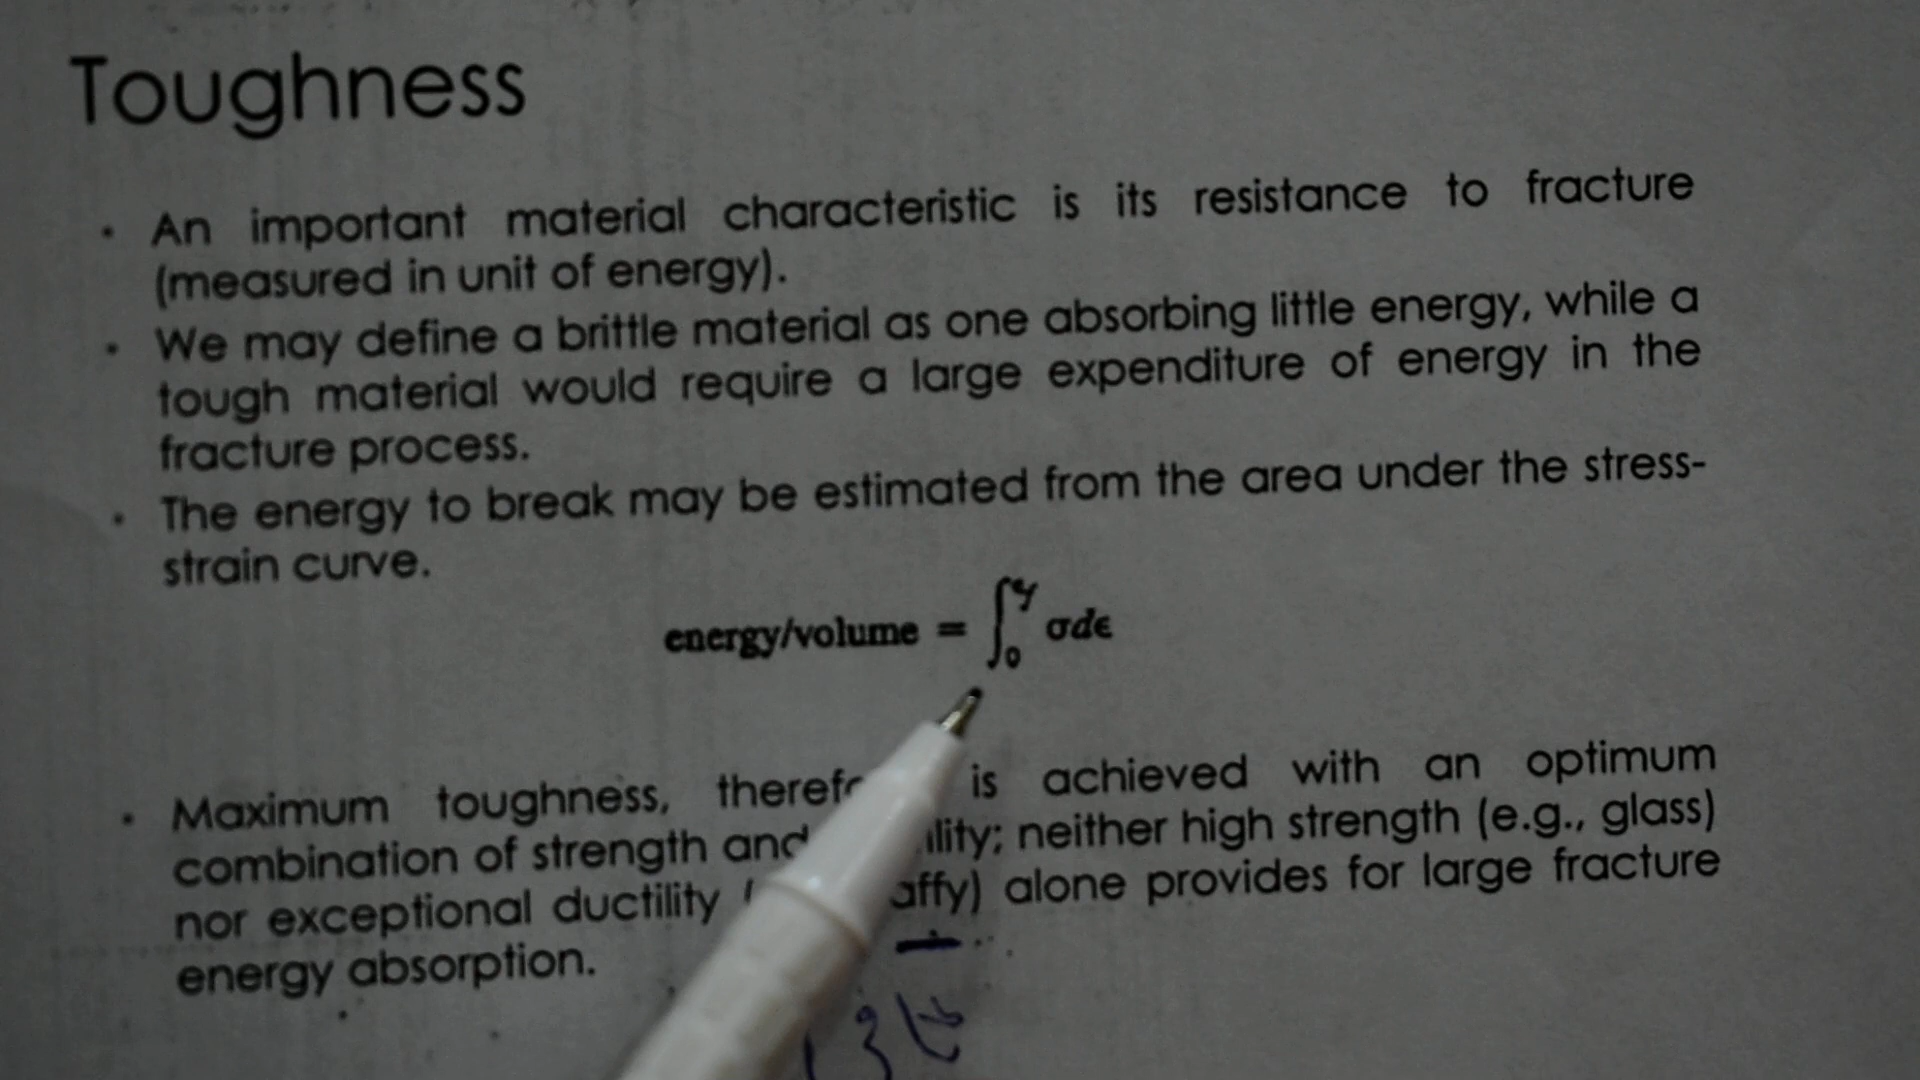 Toughness
• An important material characteristic is its resistance to fracture
(measured in unit of energy).
• We may define a brittle material as one absorbing little energy, while a
tough material would require a large expenditure of energy in the
fracture process.
• The energy to break may be estimated from the area under the stress-
strain curve.
energy/volume = ∫₀ σdϵ
• Maximum toughness, is achieved with an optimum
combination of strength and neither high strength (e.g., glass)
nor exceptional ductility alone provides for large fracture
energy absorption.